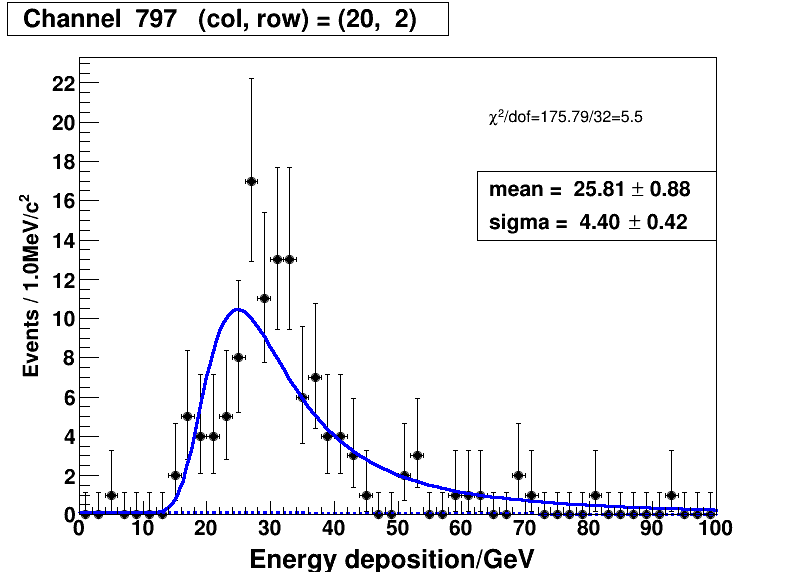 Channel 797 (col, row) = (20, 2)
χ²/dof=175.79/32=5.5
mean = 25.81 ± 0.88
sigma = 4.40 ± 0.42
Events / 1.0MeV/c²
22
20
18
16
14
12
10
8
6
4
2
0
0 10 20 30 40 50 60 70 80 90 100
Energy deposition/GeV